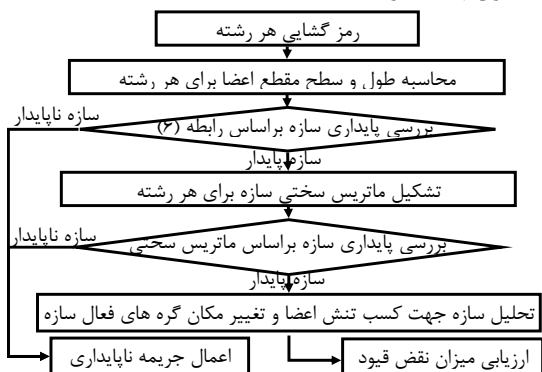 رمز گشایی هر رشته
محاسبه طول و سطح مقطع اعضا برای هر رشته
سازه ناپایدار
بررسی پایداری سازه براساس رابطه (۶)
سازه پایدار
تشکیل ماتریس سختی سازه برای هر رشته
سازه ناپایدار
بررسی پایداری سازه براساس ماتریس سختی
سازه پایدار
تحلیل سازه جهت کسب تنش اعضا و تغییر مکان گره های فعال سازه
ارزیابی میزان نقض قیود
اعمال جریمه ناپایداری